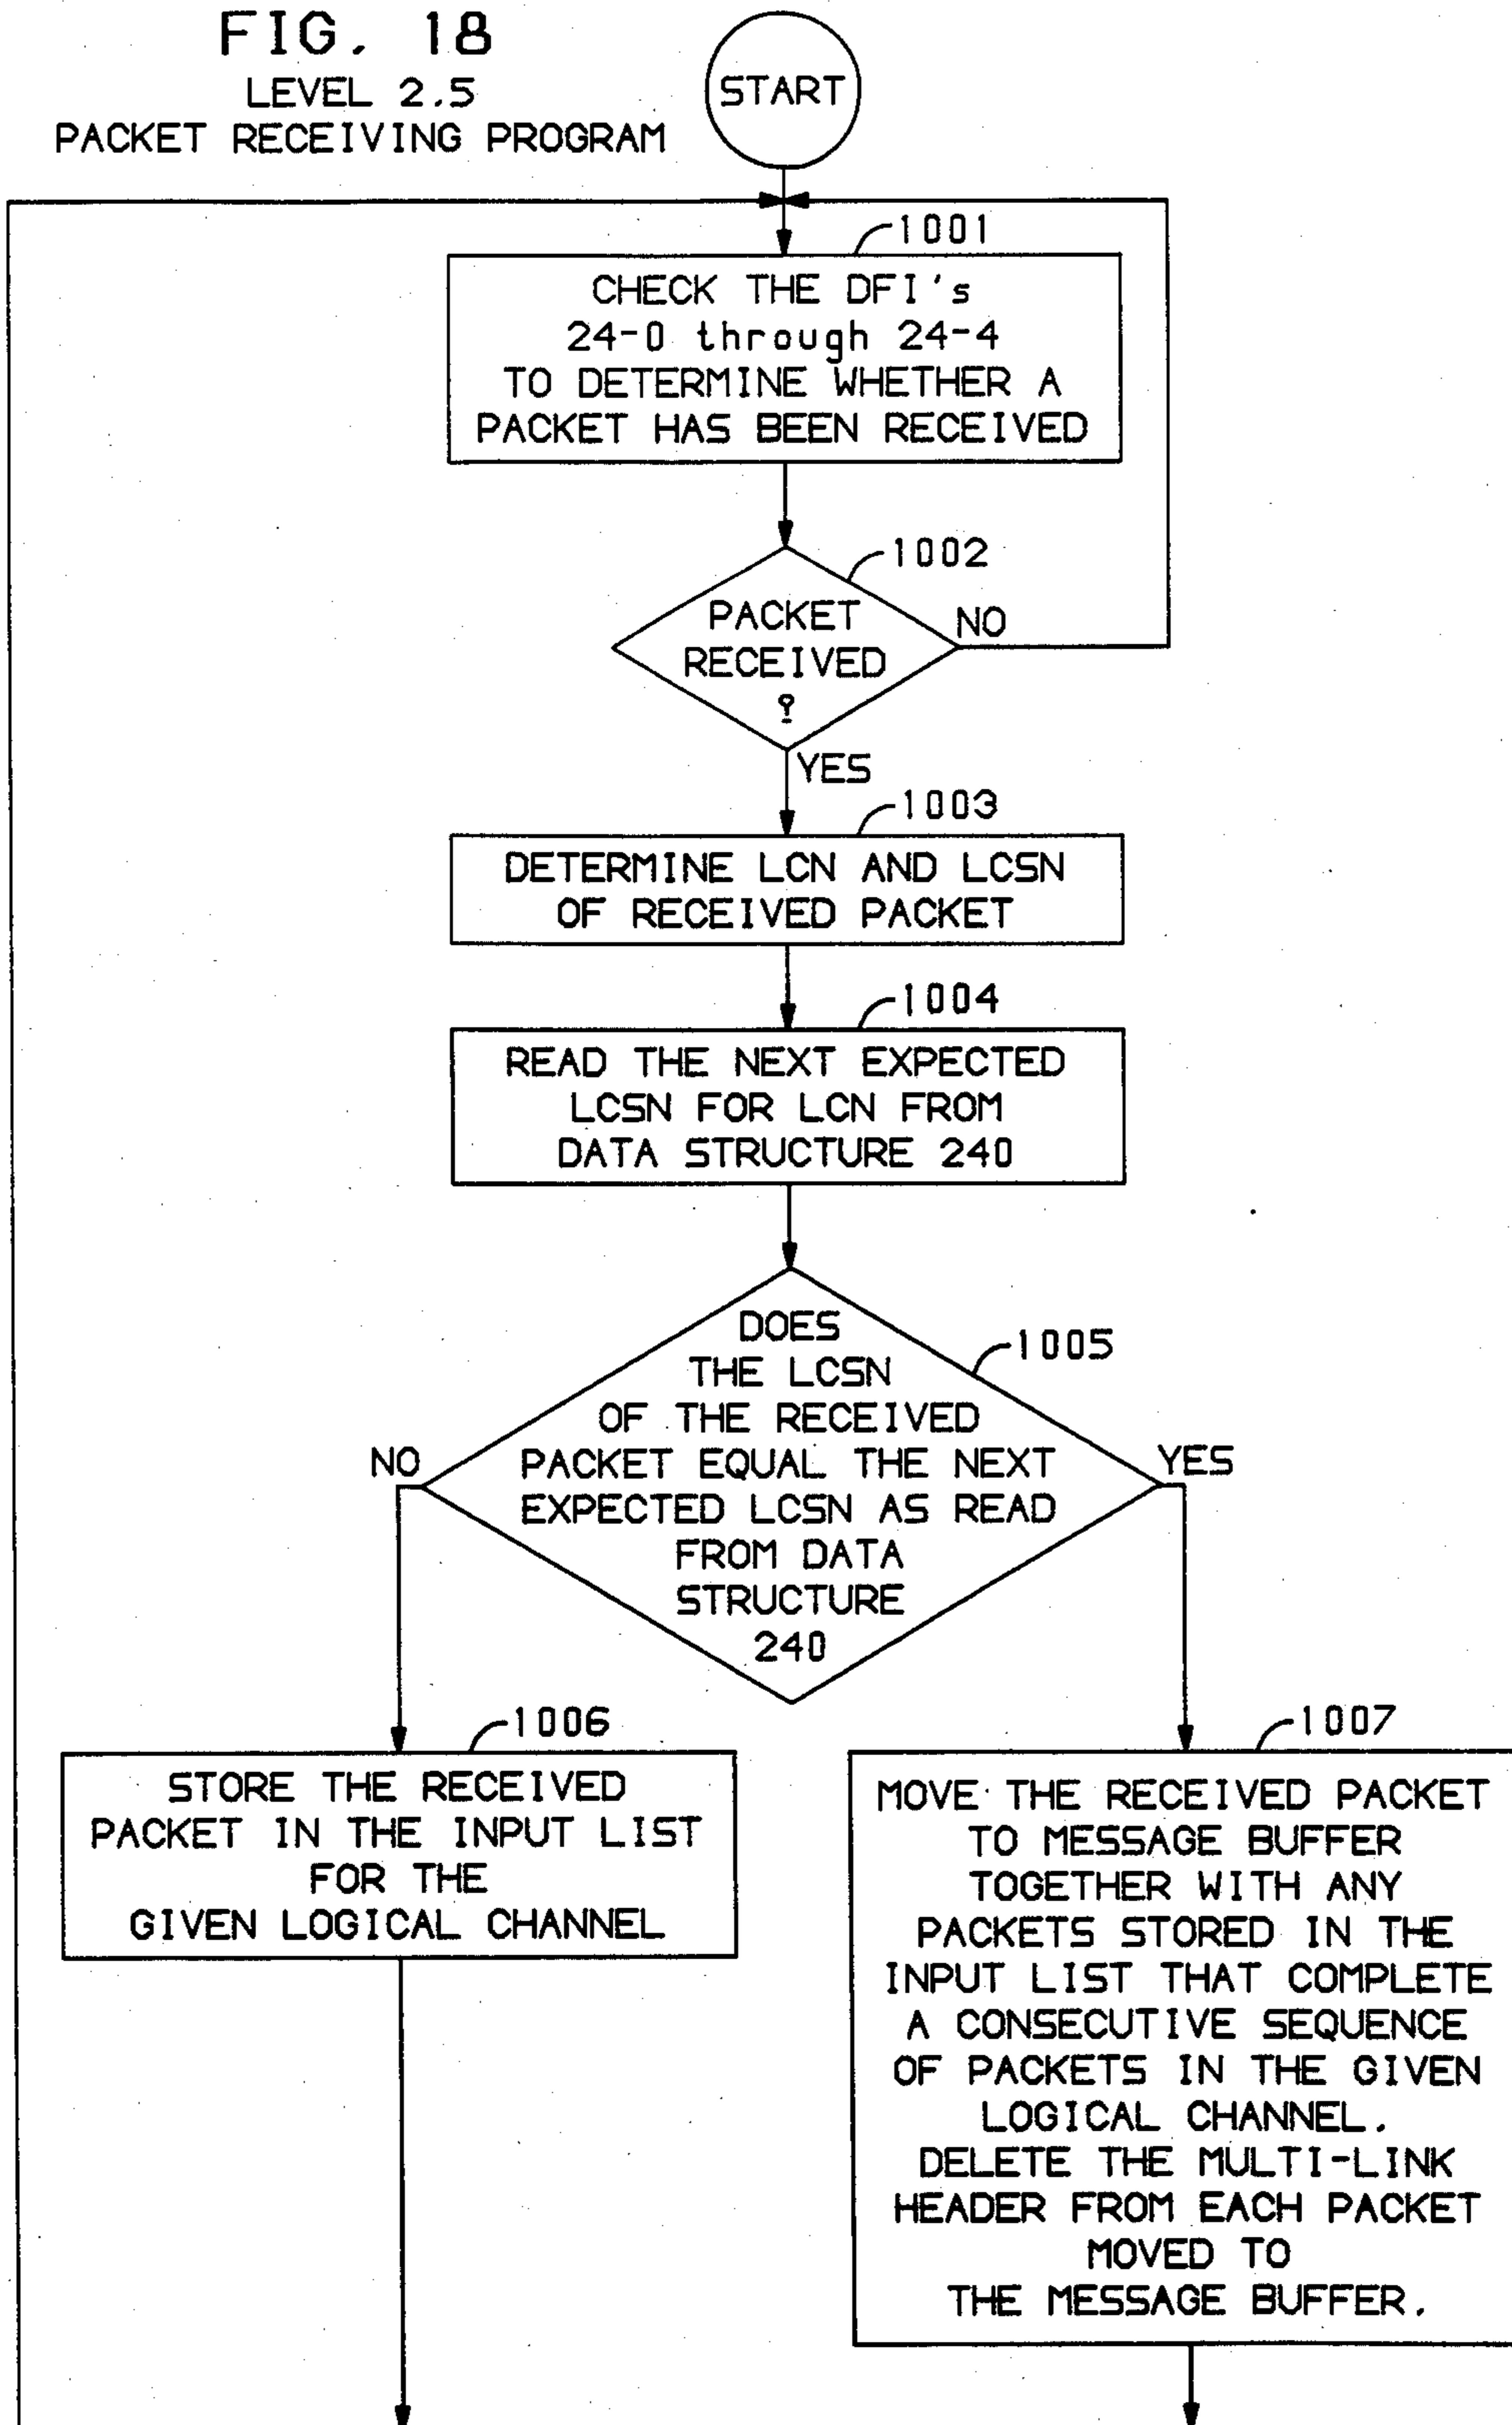 FIG. 18
LEVEL 2.5
PACKET RECEIVING PROGRAM
START
1001
CHECK THE DFI's
24-0 through 24-4
TO DETERMINE WHETHER A
PACKET HAS BEEN RECEIVED
1002
PACKET
RECEIVED
?
NO
YES
1003
DETERMINE LCN AND LCSN
OF RECEIVED PACKET
1004
READ THE NEXT EXPECTED
LCSN FOR LCN FROM
DATA STRUCTURE 240
1005
DOES
THE LCSN
OF THE RECEIVED
PACKET EQUAL THE NEXT
EXPECTED LCSN AS READ
FROM DATA
STRUCTURE
240
NO
YES
1006
STORE THE RECEIVED
PACKET IN THE INPUT LIST
FOR THE
GIVEN LOGICAL CHANNEL
1007
MOVE THE RECEIVED PACKET
TO MESSAGE BUFFER
TOGETHER WITH ANY
PACKETS STORED IN THE
INPUT LIST THAT COMPLETE
A CONSECUTIVE SEQUENCE
OF PACKETS IN THE GIVEN
LOGICAL CHANNEL.
DELETE THE MULTI-LINK
HEADER FROM EACH PACKET
MOVED TO
THE MESSAGE BUFFER.